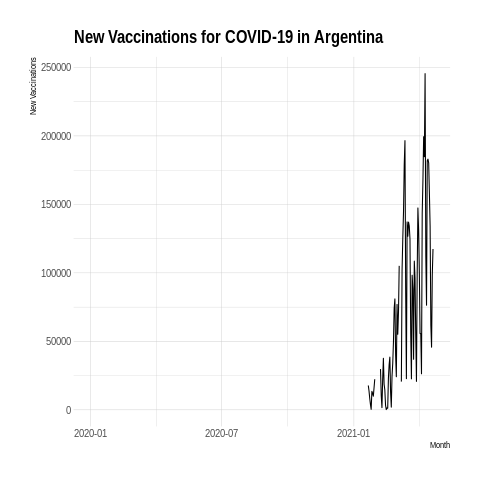 New Vaccinations for COVID-19 in Argentina
New Vaccinations
250000
200000
150000
100000
50000
0
2020-01 2020-07 2021-01
Month